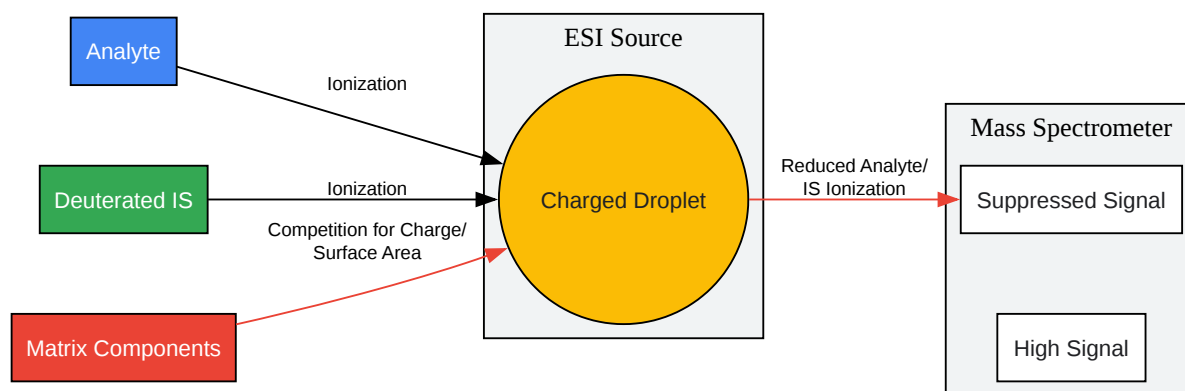 ESI Source
Analyte
Ionization
Mass Spectrometer
Deuterated IS
Ionization
Charged Droplet
Reduced Analyte/
IS Ionization
Suppressed Signal
Competition for Charge/
Surface Area
Matrix Components
High Signal